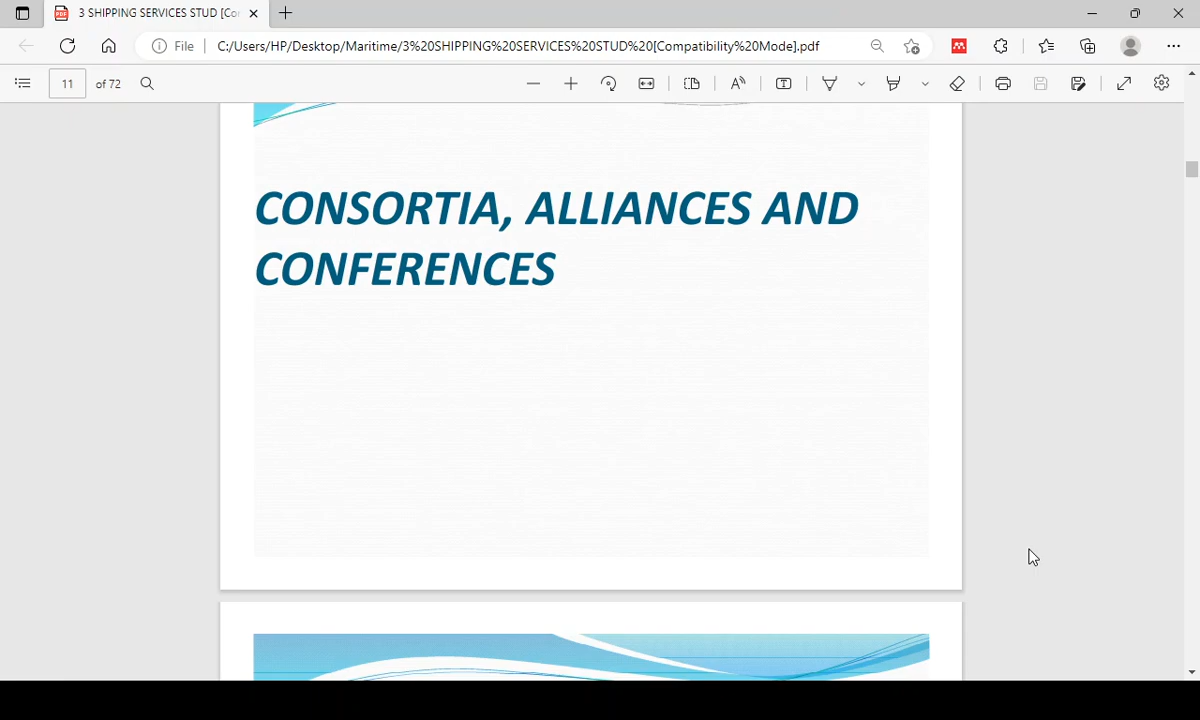 3 SHIPPING SERVICES STUD [Co
File C:/Users/HP/Desktop/Maritime/3%20SHIPPING%20SERVICES%20STUD%20[Compatibility%20Mode].pdf
11 of 72
CONSORTIA, ALLIANCES AND
CONFERENCES